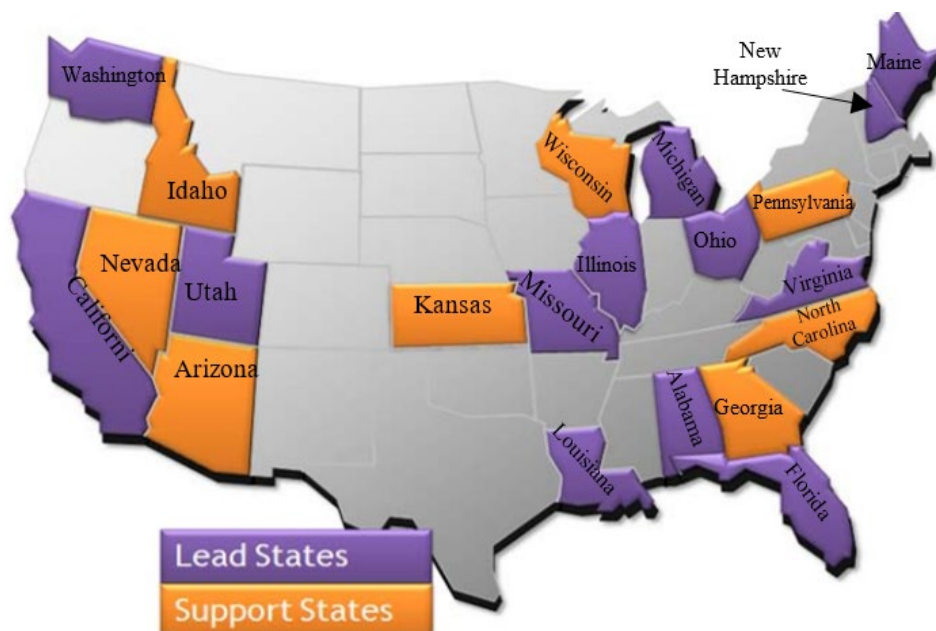 New
Hampshire
Maine
Washington
Wisconsin
Michigan
Idaho
Pennsylvania
Ohio
Nevada
Utah
Illinois
Virginia
Californi
Kansas
Missouri
North
Carolina
Arizona
Alabama
Georgia
Louisiana
Florida
Lead States
Support States